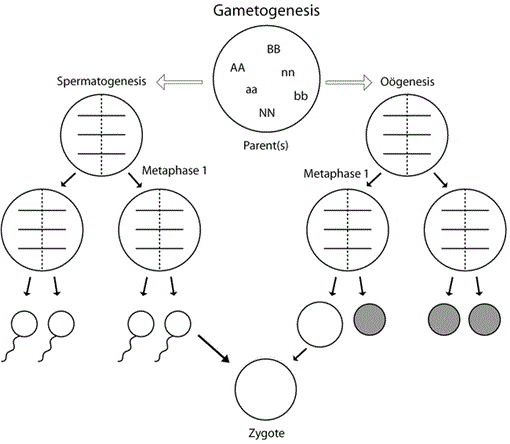 Gametogenesis
BB
AA
nn
aa
bb
NN
Spermatogenesis
Oögenesis
Parent(s)
Metaphase 1
Metaphase 1
Zygote